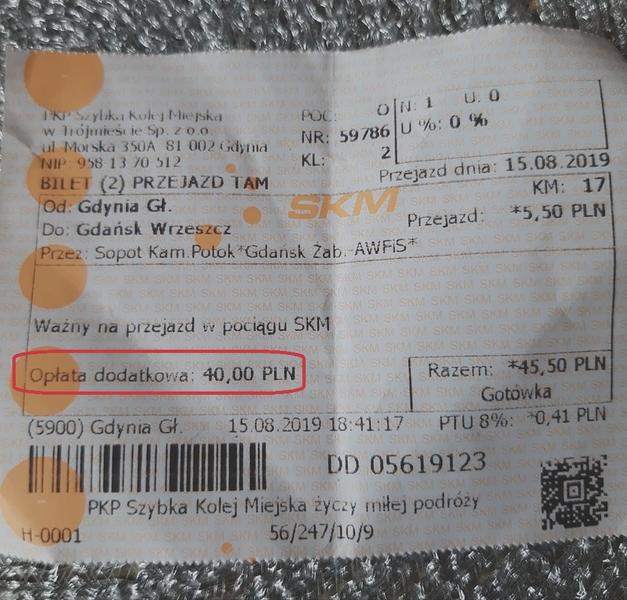 PKP Szybka Kolej Miejska
w Trójmieście Sp. z o.o.
ul. Morska 350A 81 002 Gdynia
NIP: 958 13 70 512
POC: O
NR: 59786
KL: 2
N: 1 U: 0
U %: 0 %
BILET (2) PRZEJAZD TAM
Przejazd dnia: 15.08.2019
KM: 17
Od: Gdynia Gł.
Do: Gdańsk Wrzeszcz
SKM
Przejazd: *5,50 PLN
Przez: Sopot Kam.Potok*Gdańsk Żab.-AWFiS*
Ważny na przejazd w pociągu SKM
Opłata dodatkowa: 40,00 PLN
Razem: *45,50 PLN
Gotówka
(5900) Gdynia Gł. 15.08.2019 18:41:17 PTU 8%: *0,41 PLN
DD 05619123
PKP Szybka Kolej Miejska życzy miłej podróży
H-0001 56/247/10/9